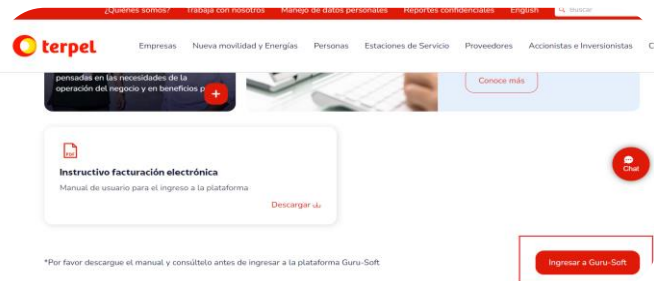 ¿Quiénes somos? Trabaja con nosotros Manejo de datos personales Reportes confidenciales English Buscar
terpel
Empresas Nueva movilidad y Energías Personas Estaciones de Servicio Proveedores Accionistas e Inversionistas
pensadas en las necesidades de la
operación del negocio y en beneficios p
+
Conoce más
PDF
Instructivo facturación electrónica
Manual de usuario para el ingreso a la plataforma
Descargar
Chat
*Por favor descargue el manual y consúltelo antes de ingresar a la plataforma Guru-Soft
Ingresar a Guru-Soft